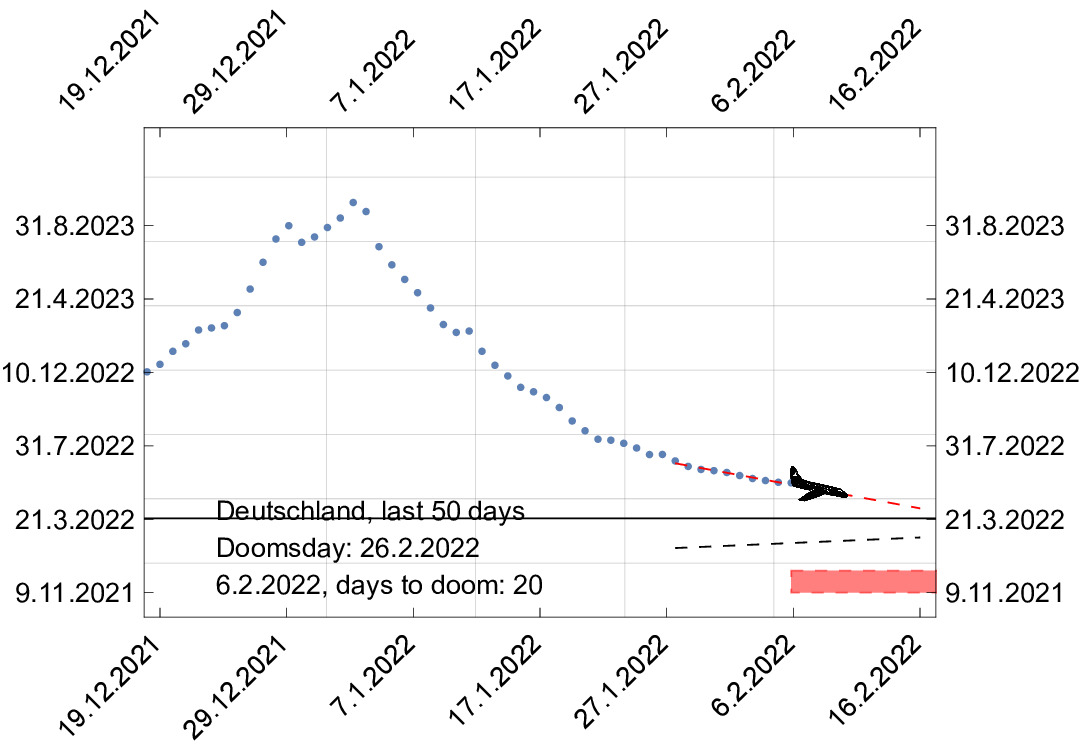 19.12.2021 29.12.2021 7.1.2022 17.1.2022 27.1.2022 6.2.2022 16.2.2022
31.8.2023 31.8.2023
21.4.2023 21.4.2023
10.12.2022 10.12.2022
31.7.2022 31.7.2022
Deutschland, last 50 days
21.3.2022 21.3.2022
Doomsday: 26.2.2022
6.2.2022, days to doom: 20
9.11.2021 9.11.2021
19.12.2021 29.12.2021 7.1.2022 17.1.2022 27.1.2022 6.2.2022 16.2.2022